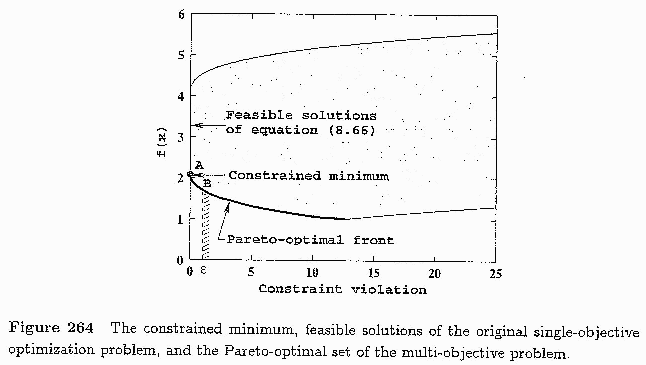 6
5
4
3
2
1
0
f(x)
Feasible solutions
of equation (8.66)
A
B
Constrained minimum
Pareto-optimal front
0 ε 5 10 15 20 25
Constraint violation
Figure 264 The constrained minimum, feasible solutions of the original single-objective
optimization problem, and the Pareto-optimal set of the multi-objective problem.